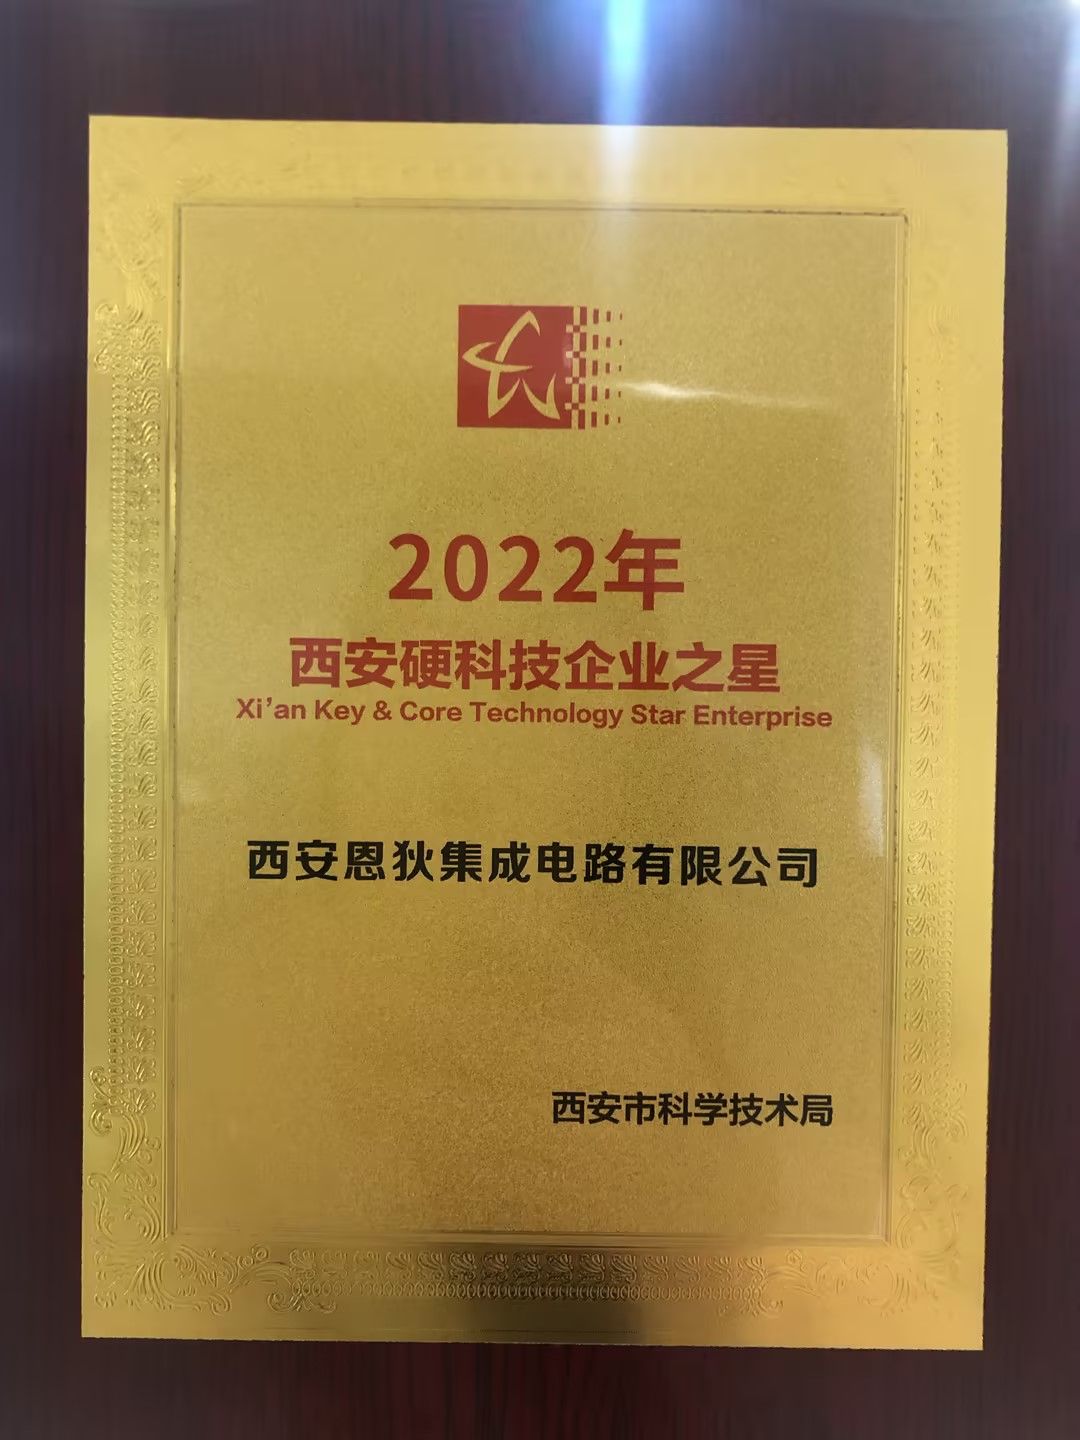 2022年
西安硬科技企业之星
Xi'an Key & Core Technology Star Enterprise
西安恩狄集成电路有限公司
西安市科学技术局